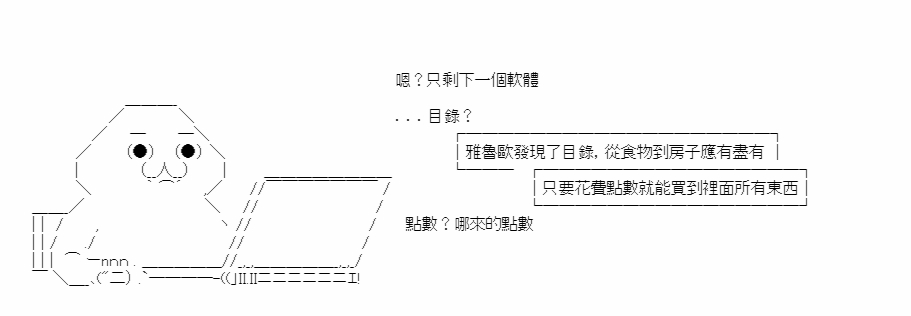 嗯？只剩下一個軟體
...目錄？
雅魯歐發現了目錄，從食物到房子應有盡有
只要花費點數就能買到裡面所有東西
點數？哪來的點數